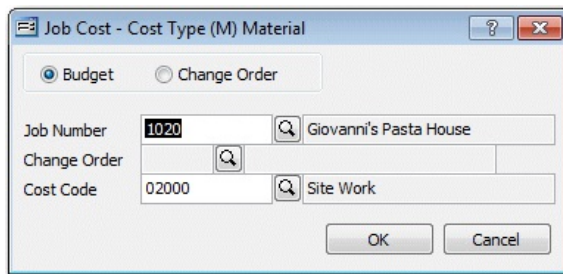 Job Cost - Cost Type (M) Material
Budget Change Order
Job Number 1020 Giovanni's Pasta House
Change Order
Cost Code 02000 Site Work
OK Cancel